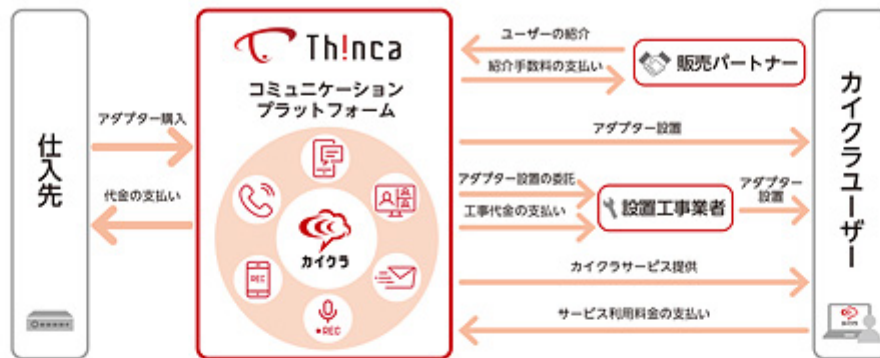 仕入先
アダプター購入
代金の支払い
Th!nca
コミュニケーション
プラットフォーム
カイクラ
REC
REC
ユーザーの紹介
紹介手数料の支払い
販売パートナー
アダプター設置
アダプター設置の委託
工事代金の支払い
設置工事業者
アダプター
設置
カイクラサービス提供
サービス利用料金の支払い
カイクラユーザー